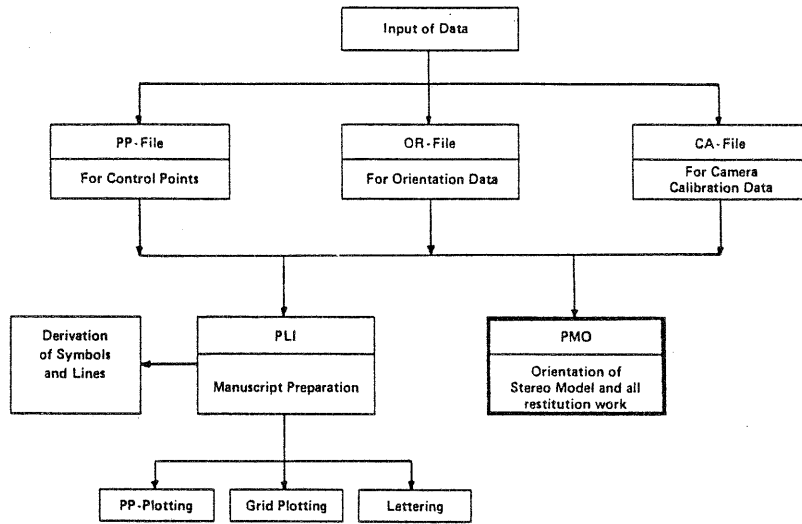 Input of Data
PP-File
For Control Points
OR-File
For Orientation Data
CA-File
For Camera
Calibration Data
Derivation
of Symbols
and Lines
PLI
Manuscript Preparation
PMO
Orientation of
Stereo Model and all
restitution work
PP-Plotting
Grid Plotting
Lettering